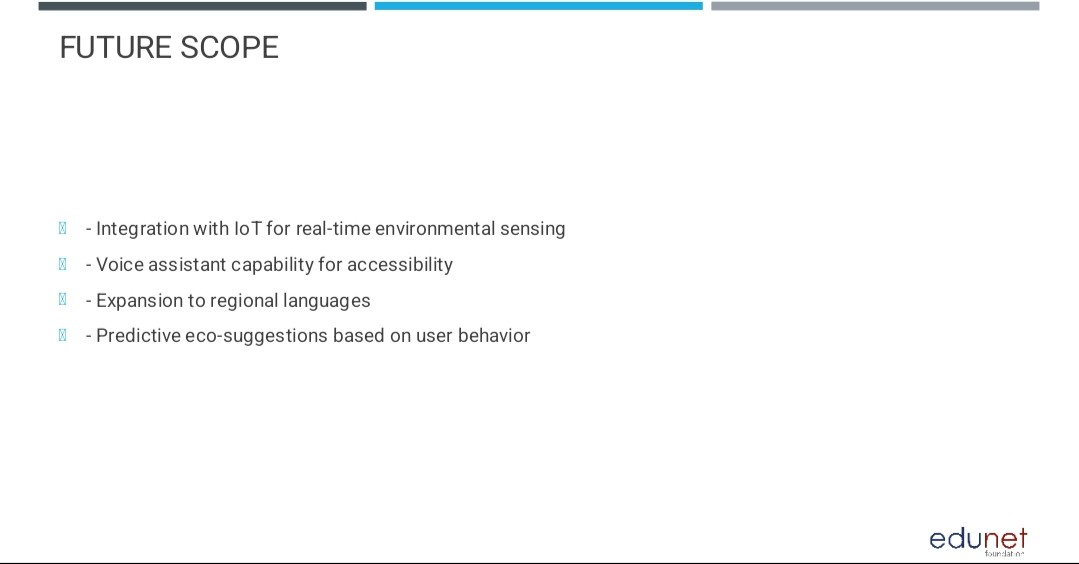 FUTURE SCOPE
- Integration with IoT for real-time environmental sensing
- Voice assistant capability for accessibility
- Expansion to regional languages
- Predictive eco-suggestions based on user behavior
edunet
foundation